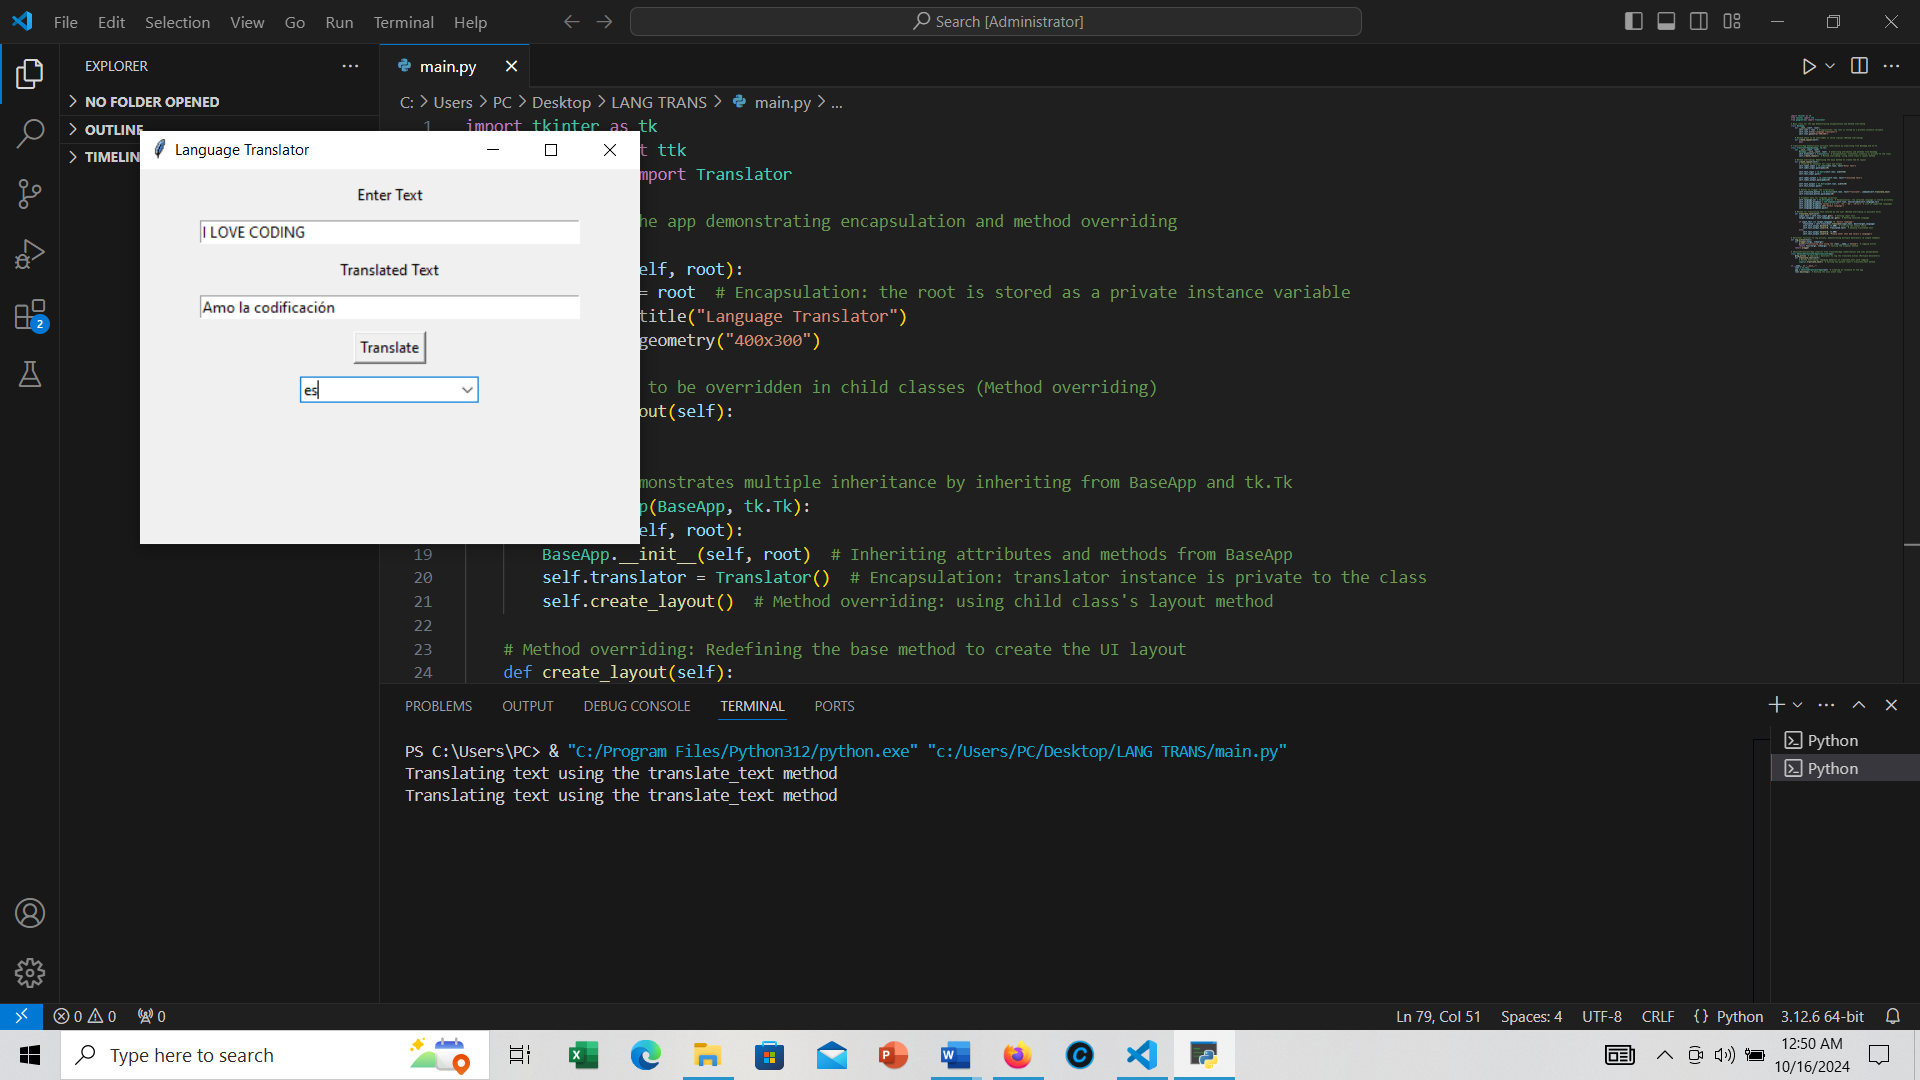 File Edit Selection View Go Run Terminal Help
Search [Administrator]
EXPLORER
NO FOLDER OPENED
OUTLINE
TIMELIN
main.py
C: > Users > PC > Desktop > LANG TRANS > main.py > ...
Language Translator
Enter Text
I LOVE CODING
Translated Text
Amo la codificación
Translate
es
1 import tkinter as tk
t ttk
mport Translator
he app demonstrating encapsulation and method overriding
elf, root):
= root # Encapsulation: the root is stored as a private instance variable
title("Language Translator")
geometry("400x300")
to be overridden in child classes (Method overriding)
out(self):
monstrates multiple inheritance by inheriting from BaseApp and tk.Tk
p(BaseApp, tk.Tk):
elf, root):
19 BaseApp.__init__(self, root) # Inheriting attributes and methods from BaseApp
20 self.translator = Translator() # Encapsulation: translator instance is private to the class
21 self.create_layout() # Method overriding: using child class's layout method
22
23 # Method overriding: Redefining the base method to create the UI layout
24 def create_layout(self):
PROBLEMS OUTPUT DEBUG CONSOLE TERMINAL PORTS
PS C:\Users\PC> & "C:/Program Files/Python312/python.exe" "c:/Users/PC/Desktop/LANG TRANS/main.py"
Translating text using the translate_text method
Translating text using the translate_text method
Python
Python
2
0 0 0
Ln 79, Col 51 Spaces: 4 UTF-8 CRLF {} Python 3.12.6 64-bit
Type here to search
12:50 AM
10/16/2024